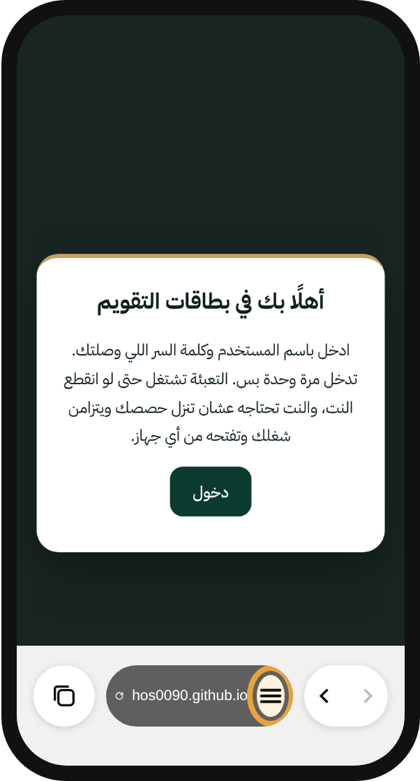 أهلًا بك في بطاقات التقويم
ادخل باسم المستخدم وكلمة السر اللي وصلتك.
تدخل مرة وحدة بس. التعبئة تشتغل حتى لو انقطع
النت، والنت تحتاجه عشان تنزل حصصك ويتزامن
شغلك وتفتحه من أي جهاز.
دخول
hos0090.github.io